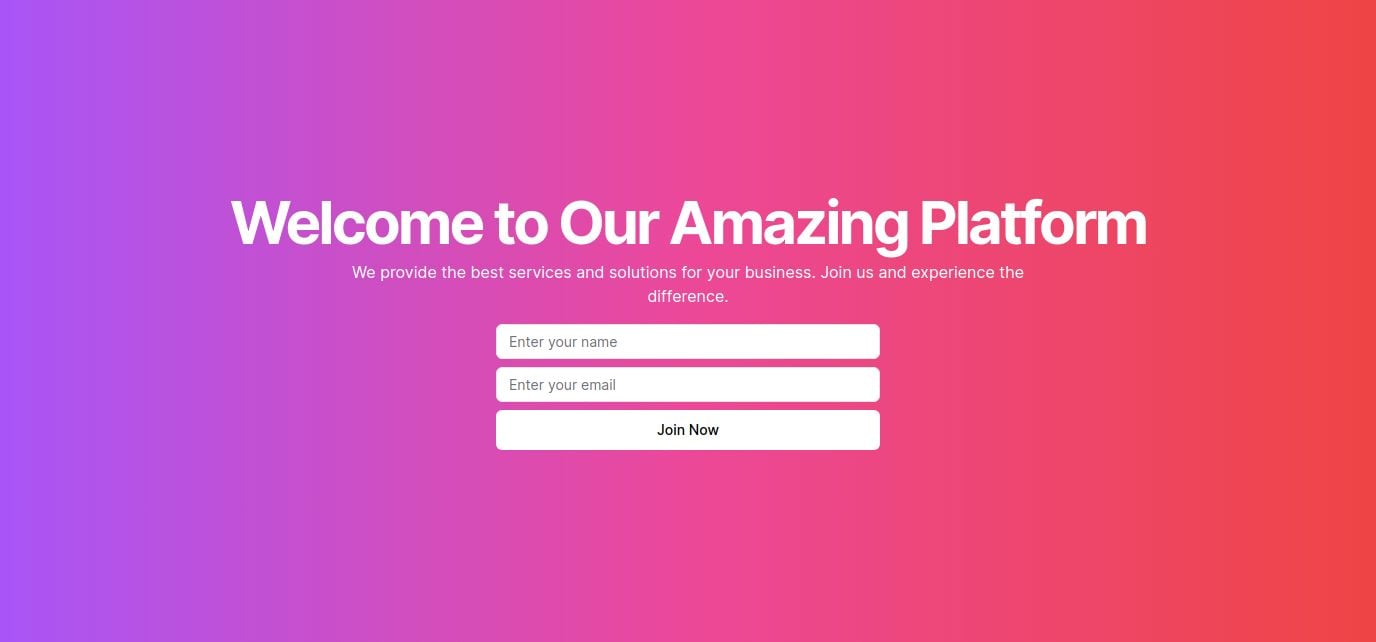 Welcome to Our Amazing Platform
We provide the best services and solutions for your business. Join us and experience the
difference.
Enter your name
Enter your email
Join Now